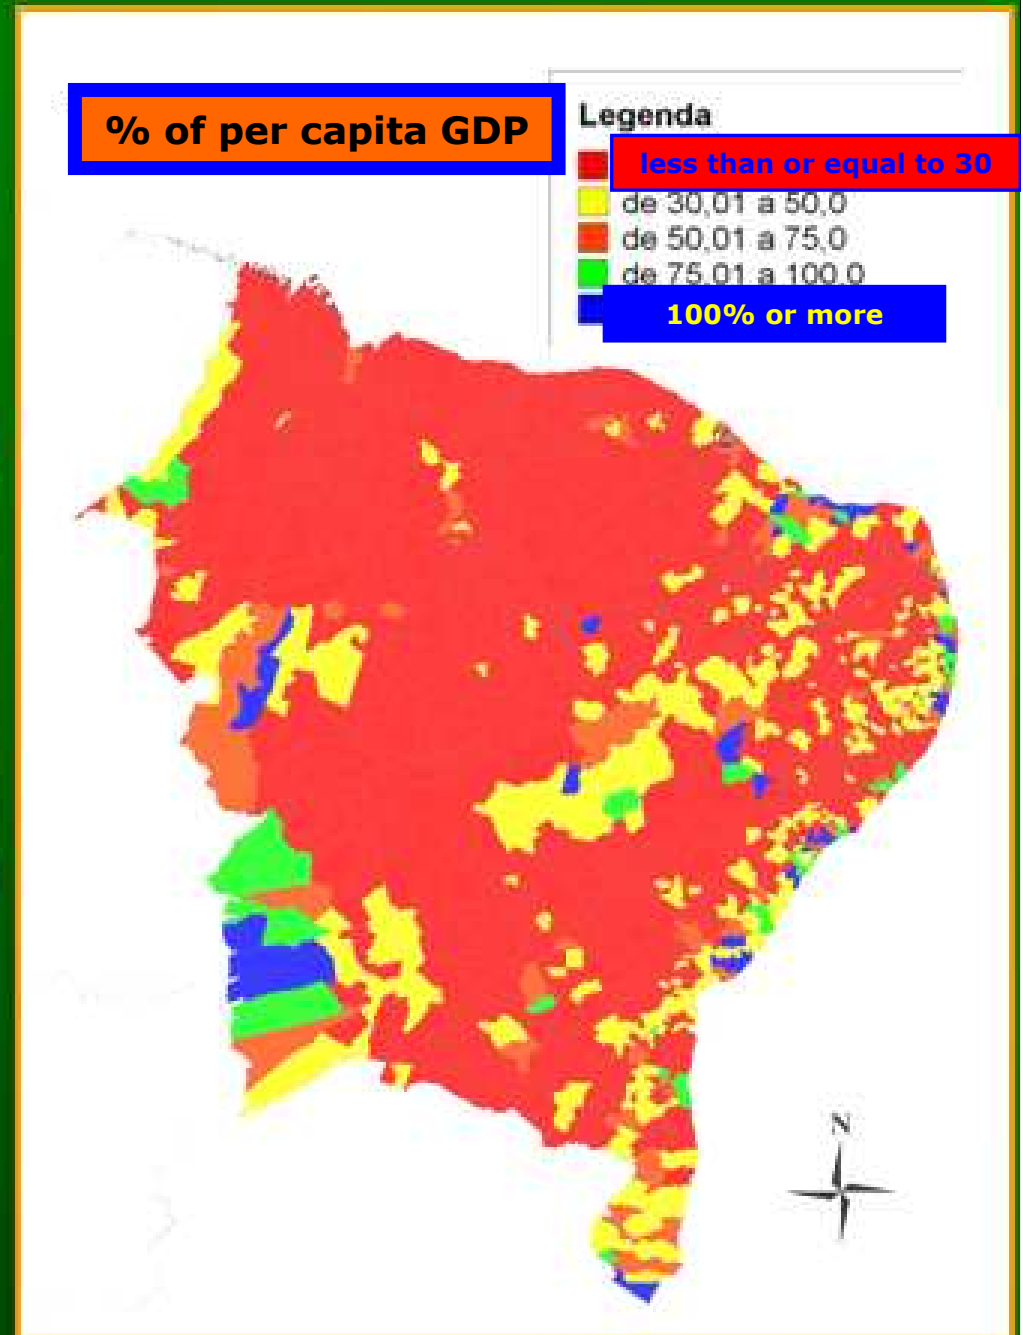 % of per capita GDP
Legenda
less than or equal to 30
de 30,01 a 50,0
de 50,01 a 75,0
de 75,01 a 100,0
100% or more
N